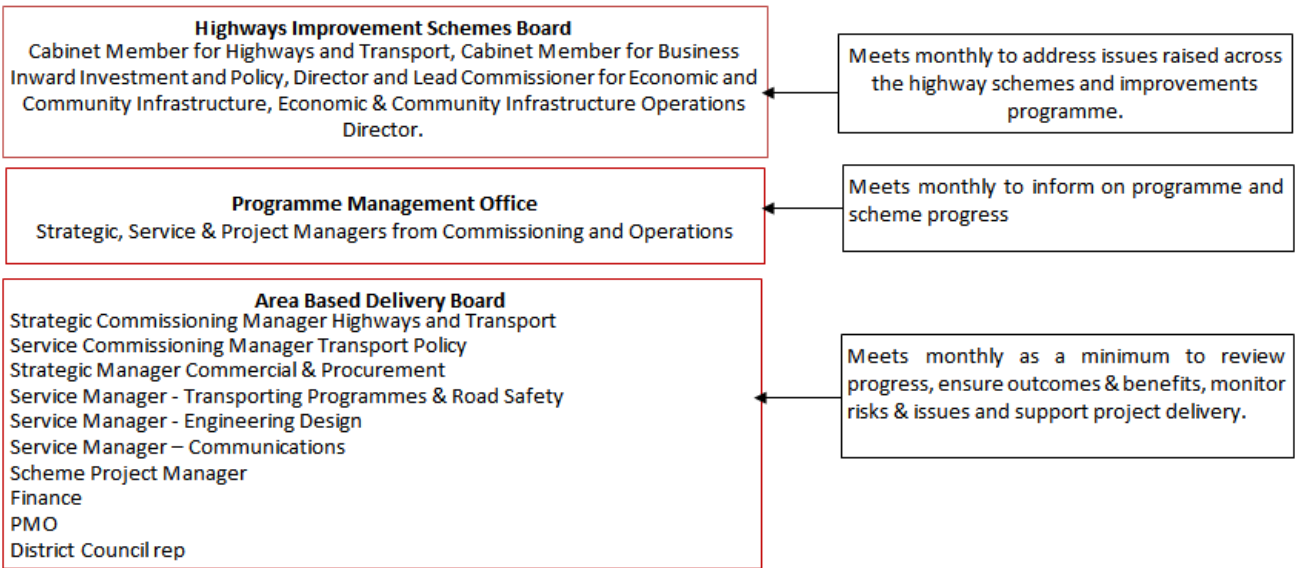 Highways Improvement Schemes Board
Cabinet Member for Highways and Transport, Cabinet Member for Business
Inward Investment and Policy, Director and Lead Commissioner for Economic and
Community Infrastructure, Economic & Community Infrastructure Operations
Director.
Meets monthly to address issues raised across
the highway schemes and improvements
programme.
Programme Management Office
Strategic, Service & Project Managers from Commissioning and Operations
Meets monthly to inform on programme and
scheme progress
Area Based Delivery Board
Strategic Commissioning Manager Highways and Transport
Service Commissioning Manager Transport Policy
Strategic Manager Commercial & Procurement
Service Manager - Transporting Programmes & Road Safety
Service Manager - Engineering Design
Service Manager – Communications
Scheme Project Manager
Finance
PMO
District Council rep
Meets monthly as a minimum to review
progress, ensure outcomes & benefits, monitor
risks & issues and support project delivery.